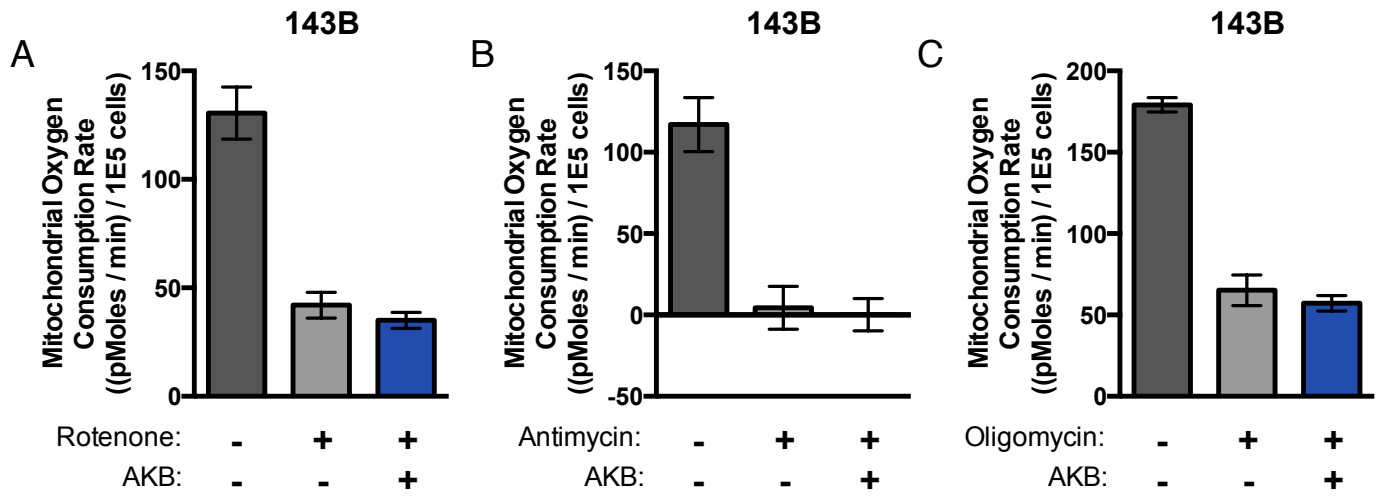 A
143B
Mitochondrial Oxygen
Consumption Rate
((pMoles / min) / 1E5 cells)
150
100
50
0
Rotenone: - + +
AKB: - - +
B
143B
Mitochondrial Oxygen
Consumption Rate
((pMoles / min) / 1E5 cells)
150
100
50
0
-50
Antimycin: - + +
AKB: - - +
C
143B
Mitochondrial Oxygen
Consumption Rate
((pMoles / min) / 1E5 cells)
200
150
100
50
0
Oligomycin: - + +
AKB: - - +